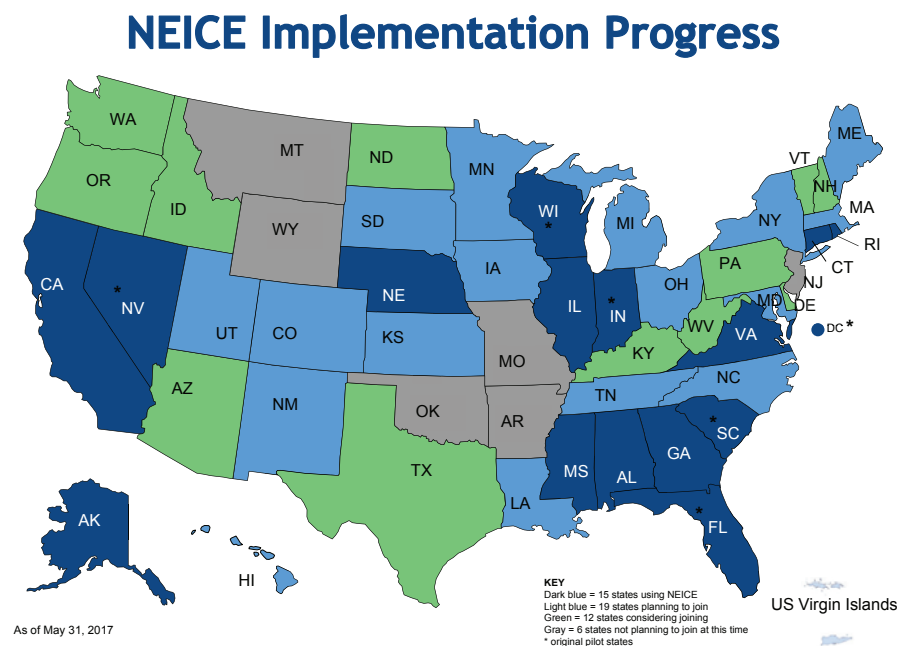 NEICE Implementation Progress
WA
MT
ND
MN
ME
VT
OR
ID
NH
SD
WI
*
MI
NY
MA
WY
RI
CT
CA
NV
*
NE
IA
PA
OH
NJ
MD
DE
IL
IN
*
WV
VA
DC *
UT
CO
KS
MO
KY
AZ
NM
OK
AR
TN
NC
SC
*
TX
LA
MS
AL
GA
FL
*
AK
HI
KEY
Dark blue = 15 states using NEICE
Light blue = 19 states planning to join
Green = 12 states considering joining
Gray = 6 states not planning to join at this time
* original pilot states
US Virgin Islands
As of May 31, 2017